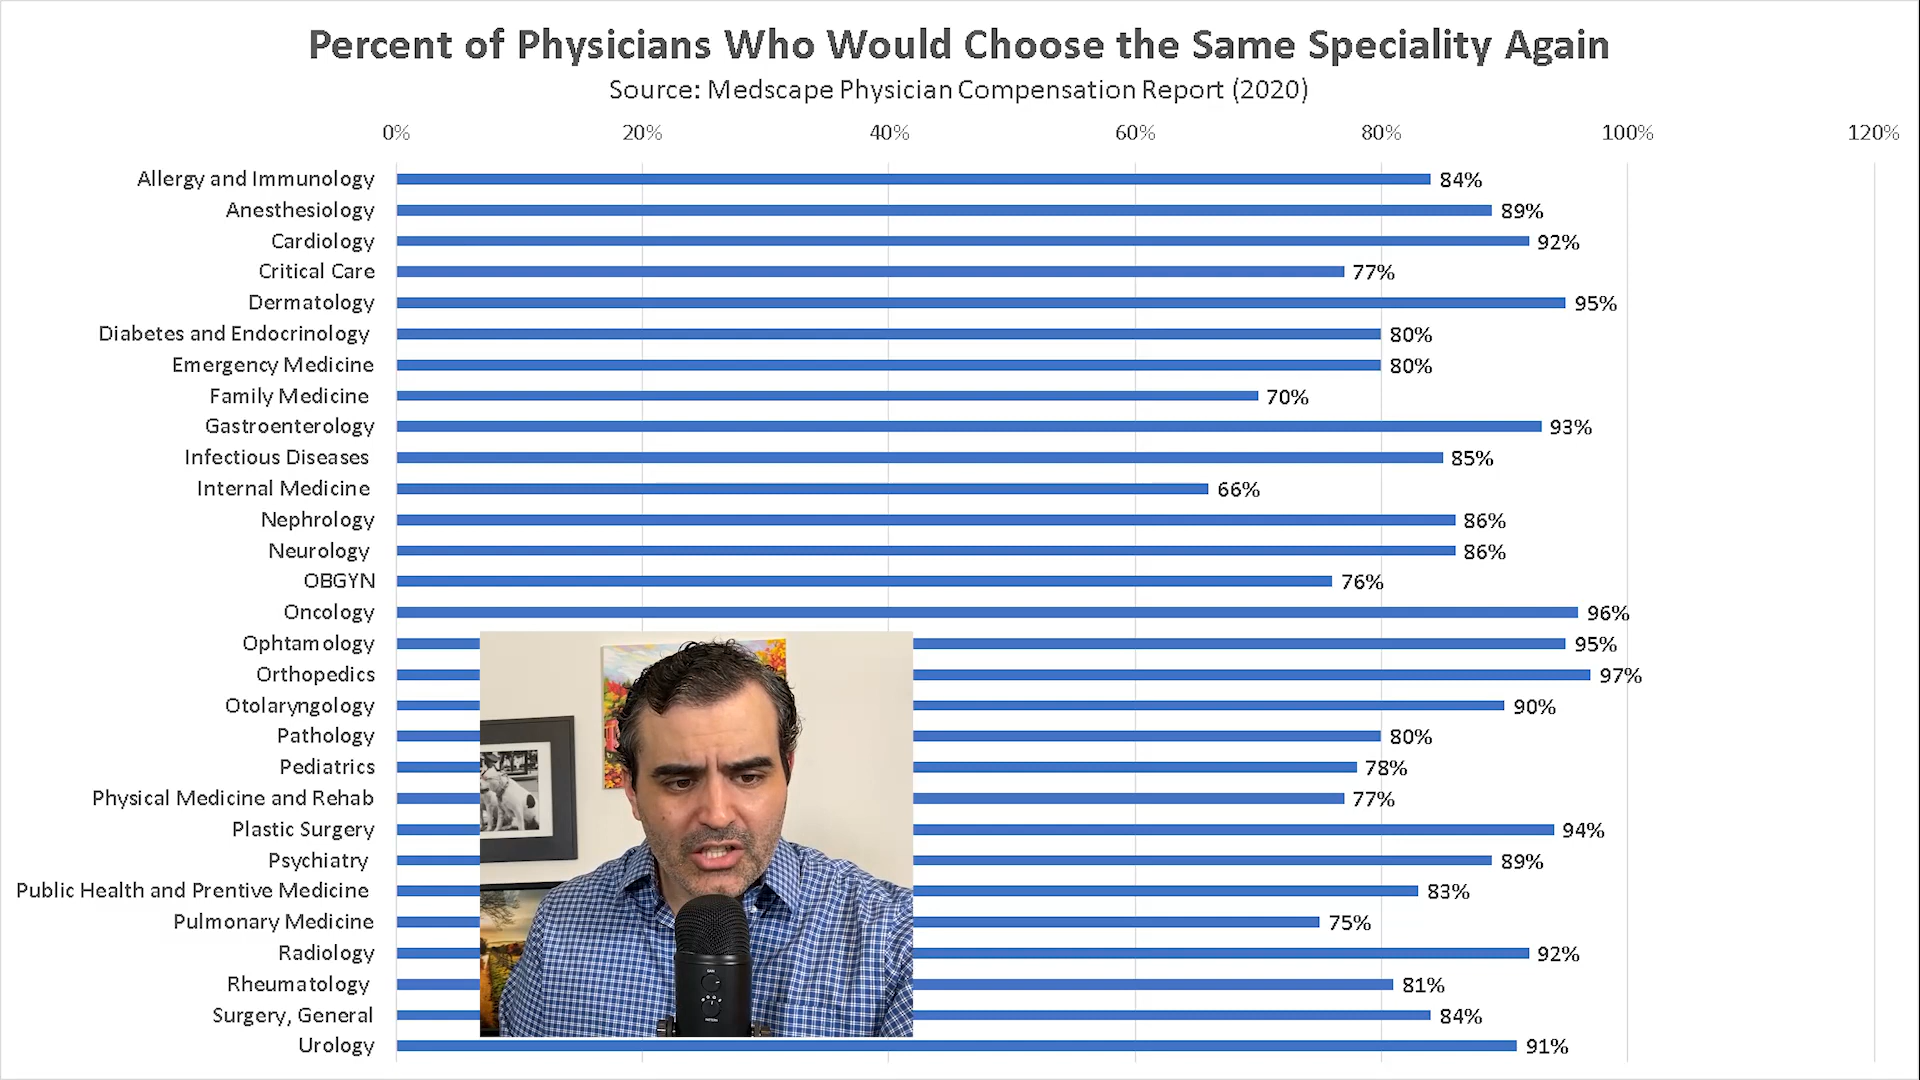 Percent of Physicians Who Would Choose the Same Speciality Again
Source: Medscape Physician Compensation Report (2020)
0% 20% 40% 60% 80% 100% 120%
Allergy and Immunology 84%
Anesthesiology 89%
Cardiology 92%
Critical Care 77%
Dermatology 95%
Diabetes and Endocrinology 80%
Emergency Medicine 80%
Family Medicine 70%
Gastroenterology 93%
Infectious Diseases 85%
Internal Medicine 66%
Nephrology 86%
Neurology 86%
OBGYN 76%
Oncology 96%
Ophtamology 95%
Orthopedics 97%
Otolaryngology 90%
Pathology 80%
Pediatrics 78%
Physical Medicine and Rehab 77%
Plastic Surgery 94%
Psychiatry 89%
Public Health and Prentive Medicine 83%
Pulmonary Medicine 75%
Radiology 92%
Rheumatology 81%
Surgery, General 84%
Urology 91%